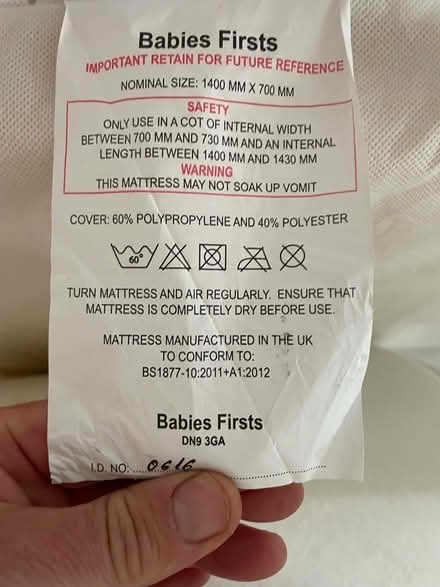 Babies Firsts
IMPORTANT RETAIN FOR FUTURE REFERENCE
NOMINAL SIZE: 1400 MM X 700 MM
SAFETY
ONLY USE IN A COT OF INTERNAL WIDTH
BETWEEN 700 MM AND 730 MM AND AN INTERNAL
LENGTH BETWEEN 1400 MM AND 1430 MM
WARNING
THIS MATTRESS MAY NOT SOAK UP VOMIT
COVER: 60% POLYPROPYLENE AND 40% POLYESTER
60°
TURN MATTRESS AND AIR REGULARLY. ENSURE THAT
MATTRESS IS COMPLETELY DRY BEFORE USE.
MATTRESS MANUFACTURED IN THE UK
TO CONFORM TO:
BS1877-10:2011+A1:2012
Babies Firsts
DN9 3GA
I.D. NO: ....0616..............................